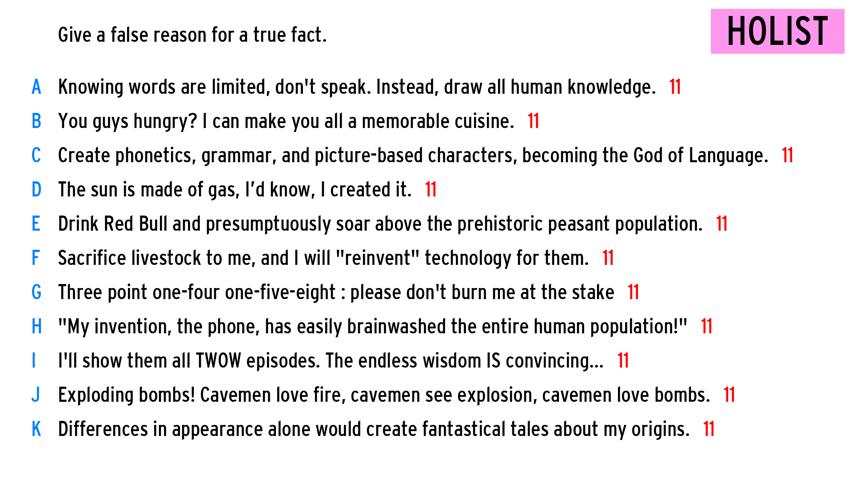 Give a false reason for a true fact.
HOLIST
A Knowing words are limited, don't speak. Instead, draw all human knowledge. 11
B You guys hungry? I can make you all a memorable cuisine. 11
C Create phonetics, grammar, and picture-based characters, becoming the God of Language. 11
D The sun is made of gas, I’d know, I created it. 11
E Drink Red Bull and presumptuously soar above the prehistoric peasant population. 11
F Sacrifice livestock to me, and I will "reinvent" technology for them. 11
G Three point one-four one-five-eight : please don't burn me at the stake 11
H "My invention, the phone, has easily brainwashed the entire human population!" 11
I I'll show them all TWOW episodes. The endless wisdom IS convincing... 11
J Exploding bombs! Cavemen love fire, cavemen see explosion, cavemen love bombs. 11
K Differences in appearance alone would create fantastical tales about my origins. 11